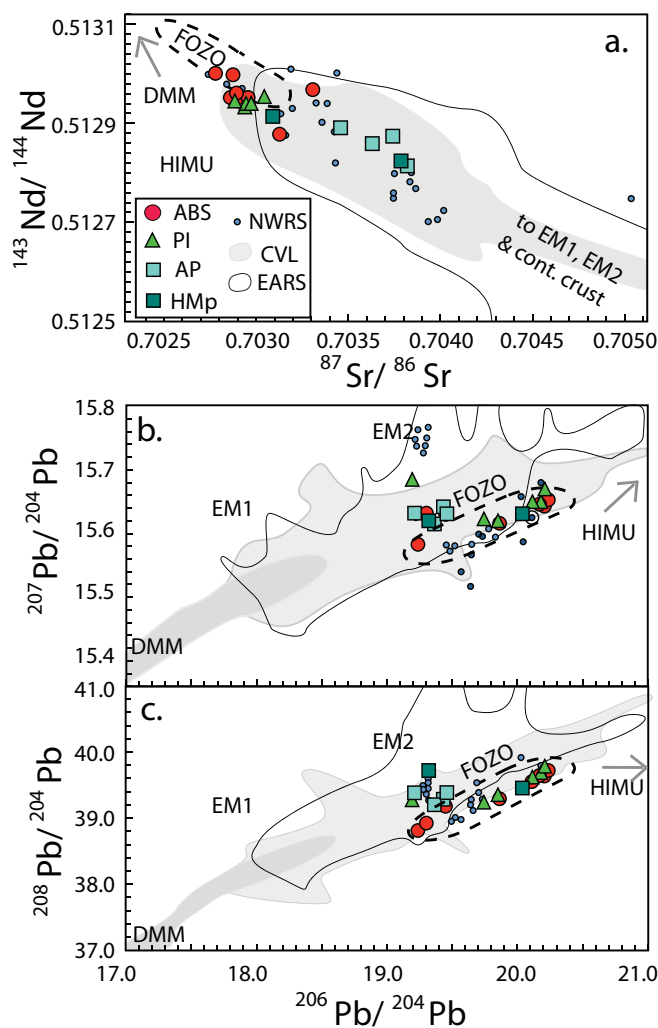 a.
0.5131
0.5129
0.5127
0.5125
143Nd/ 144Nd
FOZO
DMM
HIMU
ABS
PI
AP
HMp
NWRS
CVL
EARS
to EM1, EM2
& cont. crust
0.7025 0.703 0.7035 0.704 0.7045 0.705
87Sr/ 86Sr
b.
15.8
15.7
15.6
15.5
15.4
207Pb/204Pb
EM2
EM1
FOZO
HIMU
DMM
c.
41.0
40.0
39.0
38.0
37.0
208Pb/204Pb
EM2
FOZO
EM1
HIMU
DMM
17.0 18.0 19.0 20.0 21.0
206Pb/ 204Pb